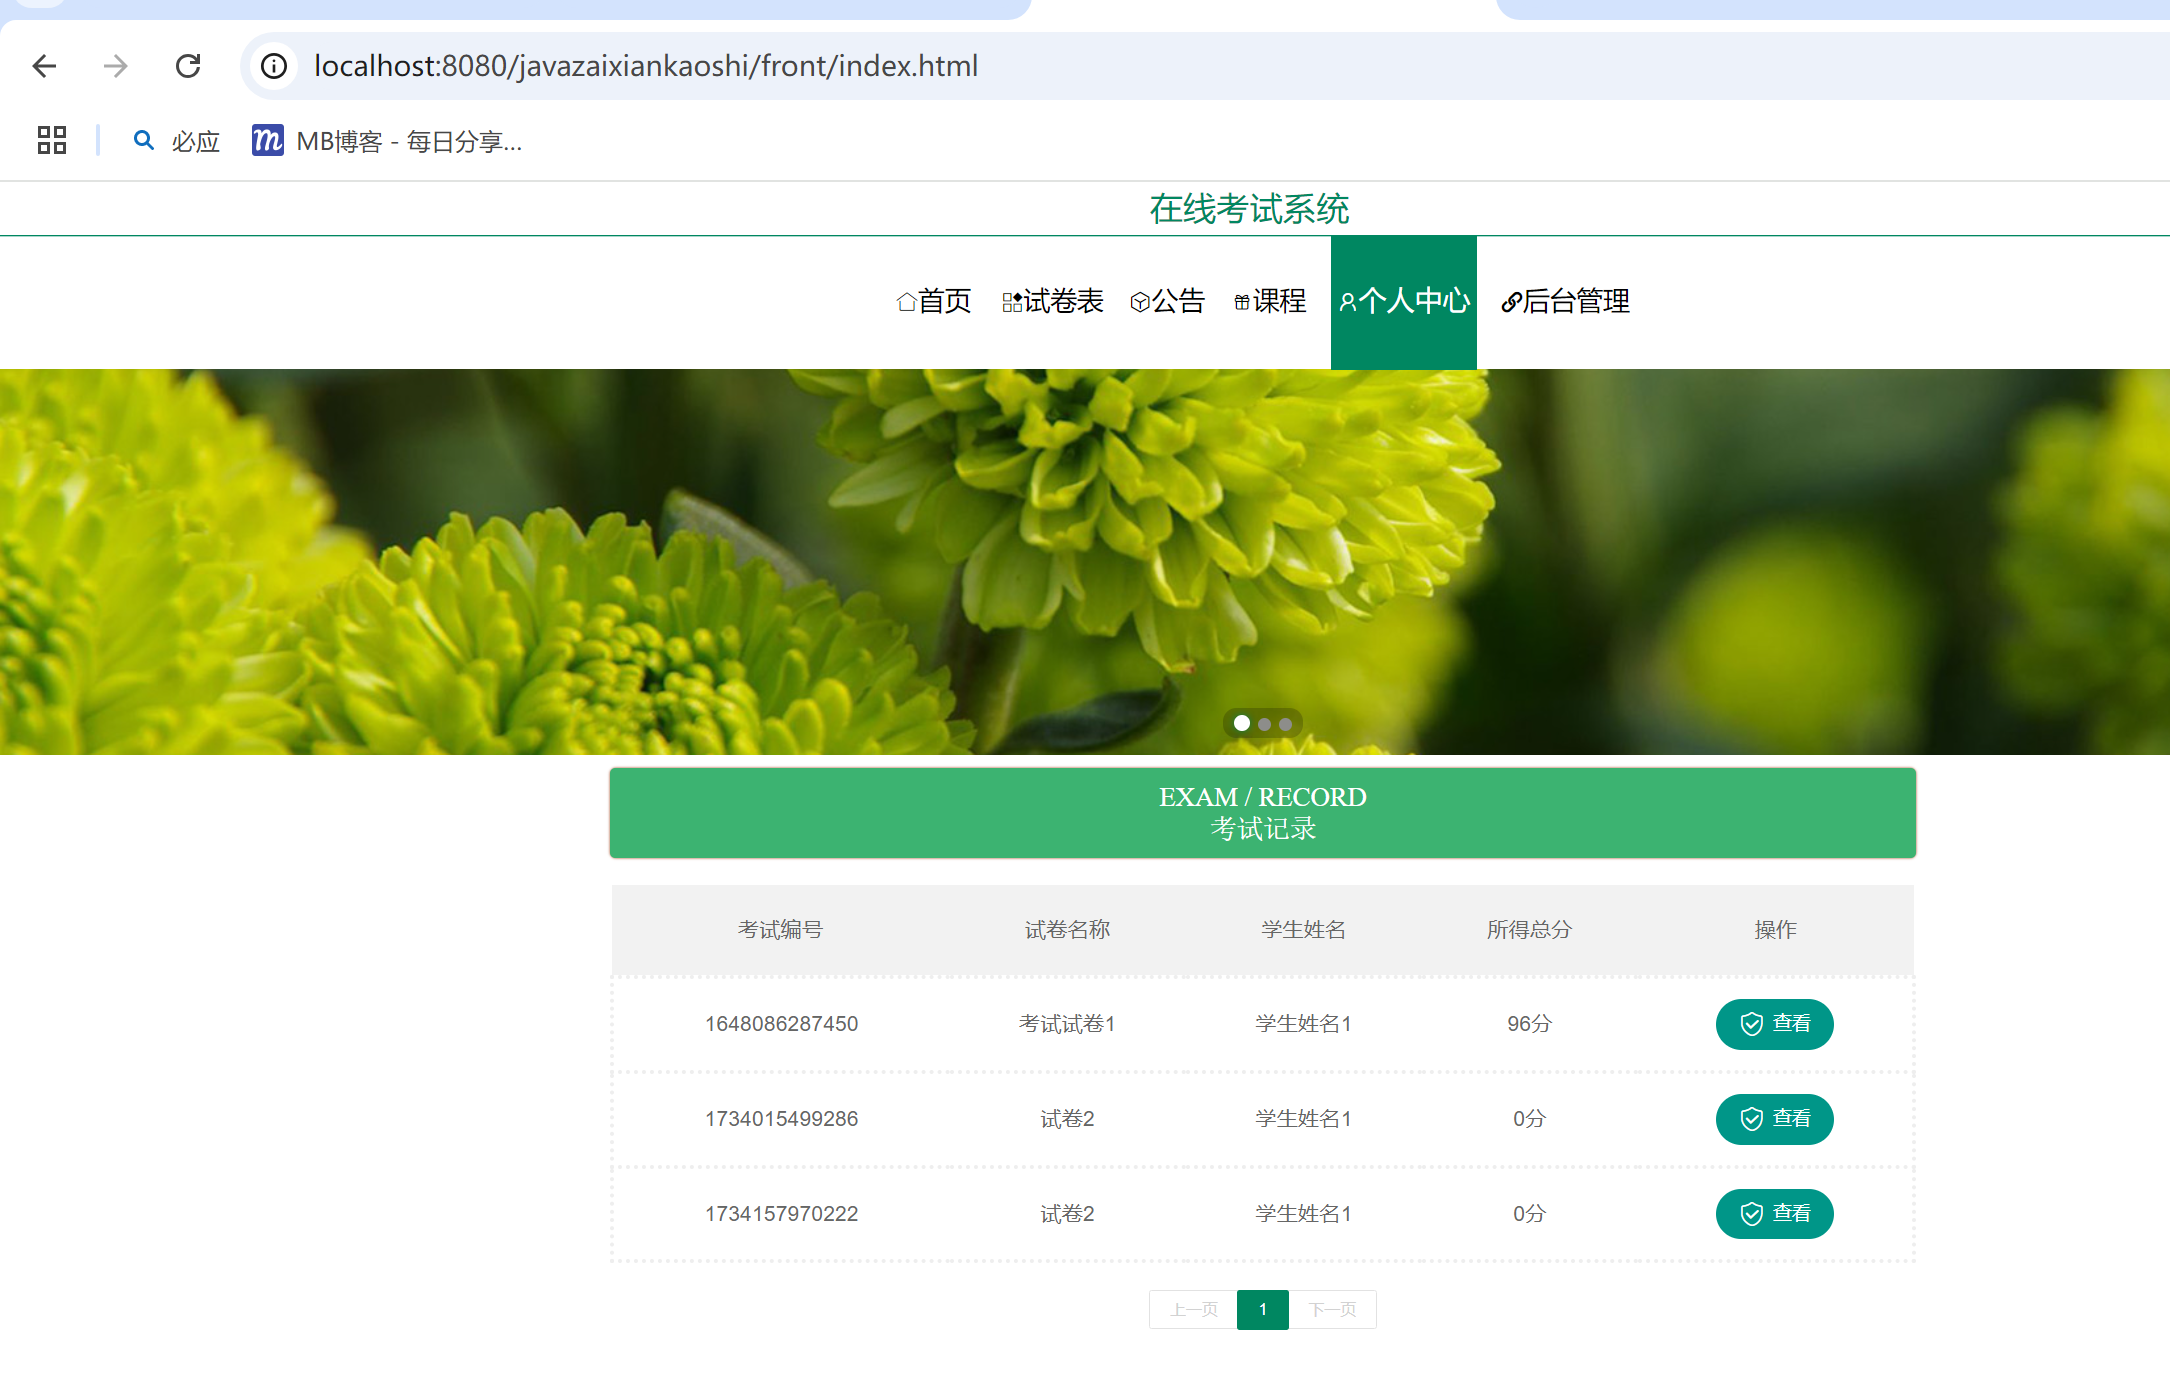 localhost:8080/javazaixiankaoshi/front/index.html
必应 MB博客 - 每日分享...
在线考试系统
首页 试卷表 公告 课程 个人中心 后台管理
EXAM / RECORD
考试记录
考试编号 试卷名称 学生姓名 所得总分 操作
1648086287450 考试试卷1 学生姓名1 96分 查看
1734015499286 试卷2 学生姓名1 0分 查看
1734157970222 试卷2 学生姓名1 0分 查看
上一页 1 下一页